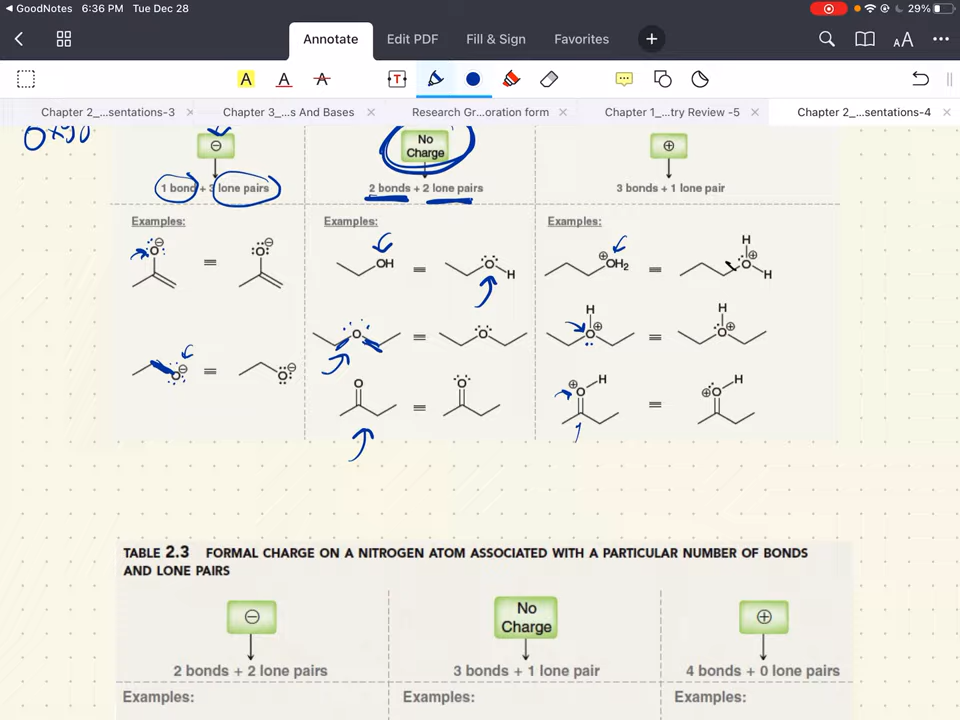 GoodNotes 6:36 PM Tue Dec 28 29%
Annotate Edit PDF Fill & Sign Favorites
Chapter 2_...sentations-3 × Chapter 3_...s And Bases × Research Gr...oration form × Chapter 1_...try Review -5 × Chapter 2_...sentations-4 ×
⊖ No Charge ⊕
1 bond + 3 lone pairs 2 bonds + 2 lone pairs 3 bonds + 1 lone pair
Examples: Examples: Examples:
O⊖ = O⊖ OH = O H ⊕OH2 = H O⊕ H
O = O H O⊕ = H O⊕
O⊖ = O⊖ O = O ⊕O H = ⊕O H
TABLE 2.3 FORMAL CHARGE ON A NITROGEN ATOM ASSOCIATED WITH A PARTICULAR NUMBER OF BONDS
AND LONE PAIRS
⊖ No Charge ⊕
2 bonds + 2 lone pairs 3 bonds + 1 lone pair 4 bonds + 0 lone pairs
Examples: Examples: Examples: